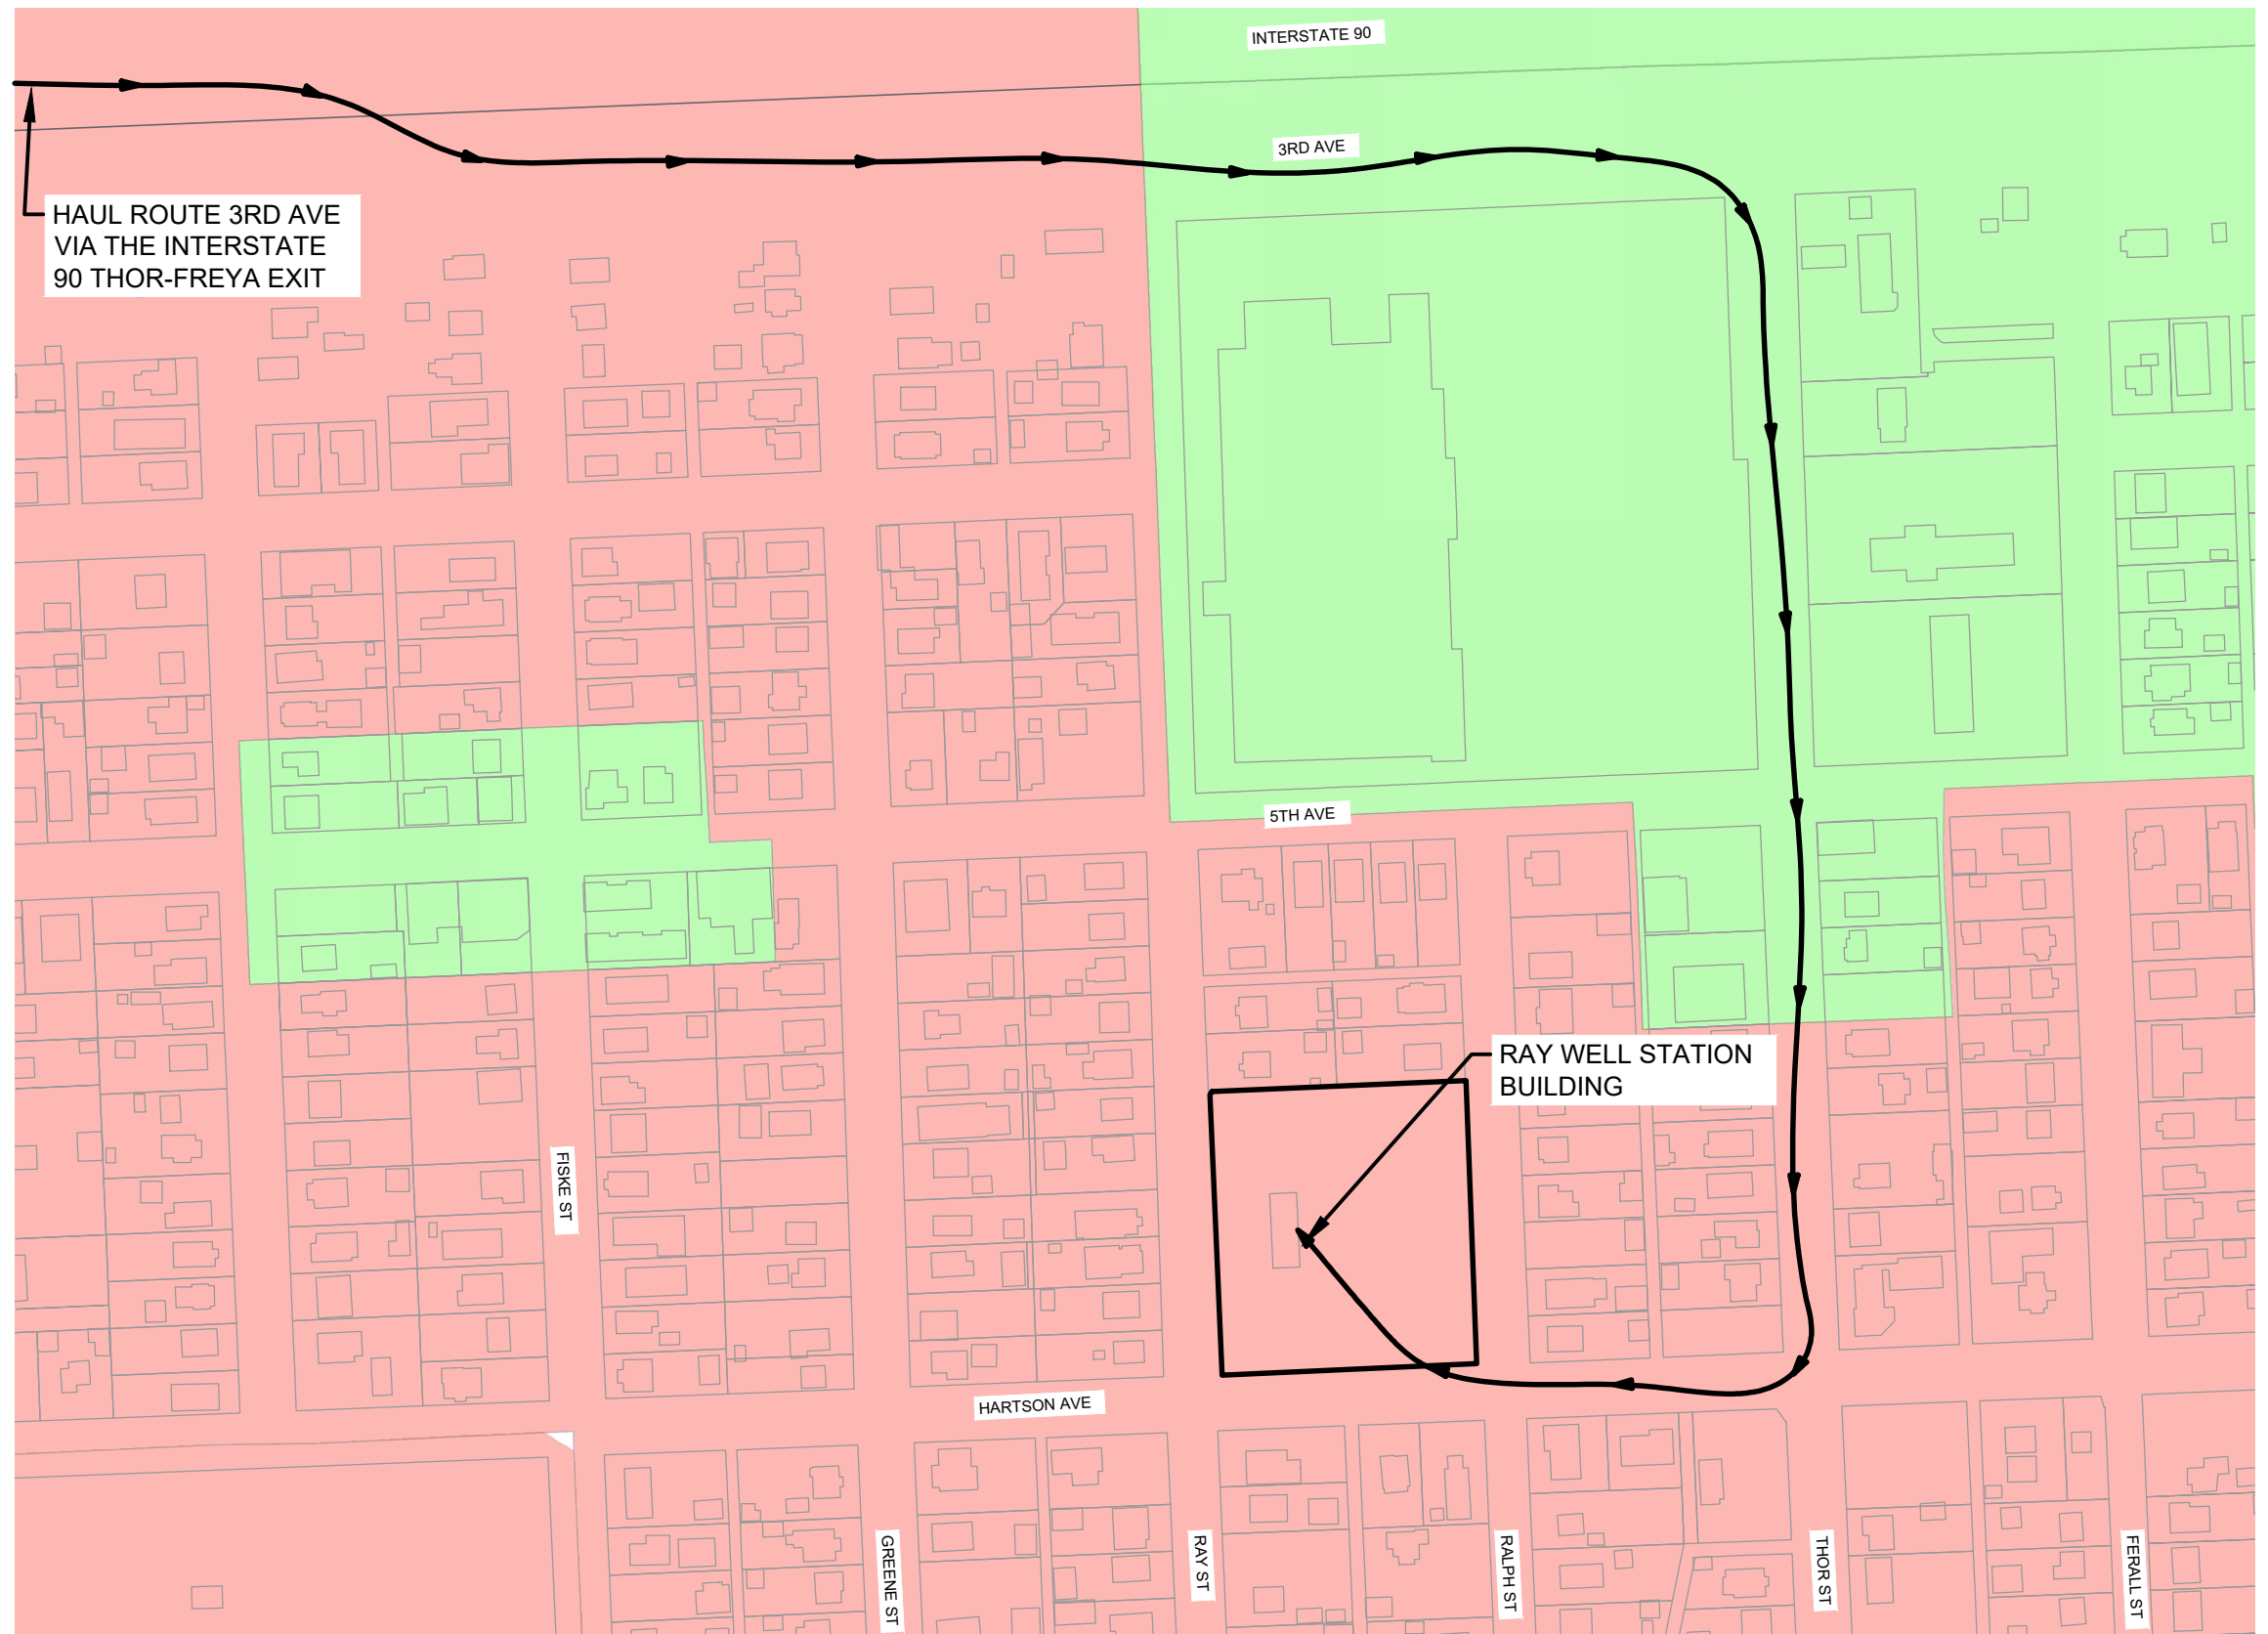 INTERSTATE 90
3RD AVE
HAUL ROUTE 3RD AVE
VIA THE INTERSTATE
90 THOR-FREYA EXIT
5TH AVE
RAY WELL STATION
BUILDING
FISKE ST
HARTSON AVE
GREENE ST
RAY ST
RALPH ST
THOR ST
FERALL ST